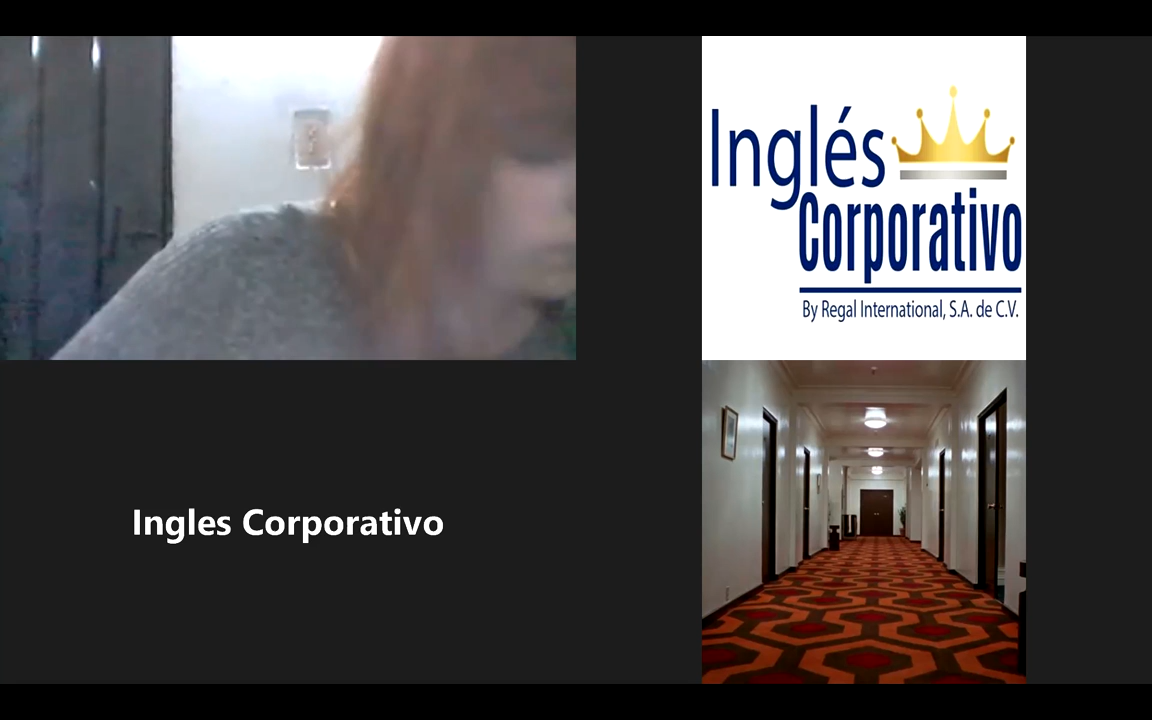 Inglés
Corporativo
By Regal International, S.A. de C.V.
Ingles Corporativo